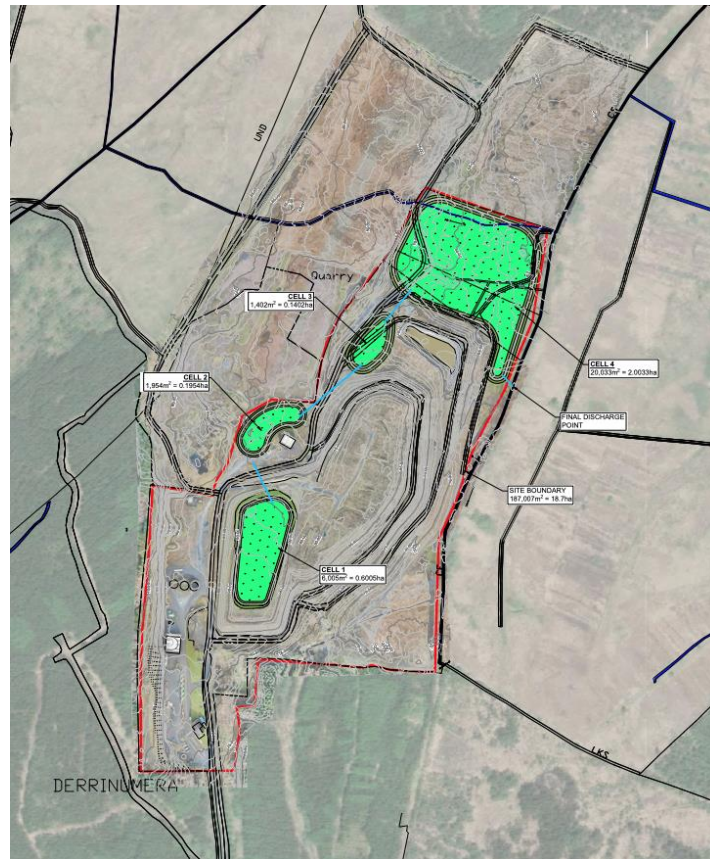 UND
Quarry
CELL 3
1,402m² = 0.1402ha
CELL 2
1,954m² = 0.1954ha
CELL 4
20,033m² = 2.0033ha
FINAL DISCHARGE
POINT
SITE BOUNDARY
187,007m² = 18.7ha
CELL 1
6,005m² = 0.6005ha
LKS
DERRINUMERA